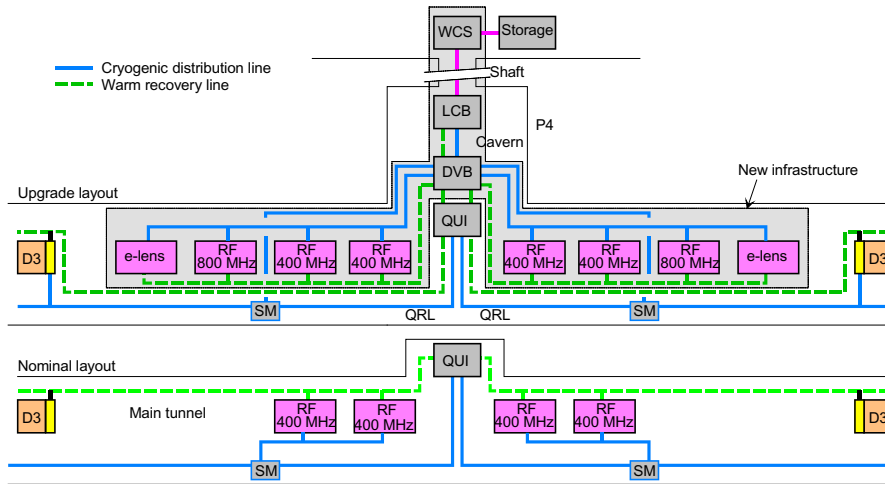 WCS
Storage
Cryogenic distribution line
Warm recovery line
Shaft
LCB
P4
Cavern
DVB
New infrastructure
Upgrade layout
QUI
D3
e-lens
RF
800 MHz
RF
400 MHz
RF
400 MHz
RF
400 MHz
RF
400 MHz
RF
800 MHz
e-lens
D3
SM
QRL
QRL
SM
Nominal layout
QUI
D3
Main tunnel
RF
400 MHz
RF
400 MHz
RF
400 MHz
RF
400 MHz
D3
SM
SM